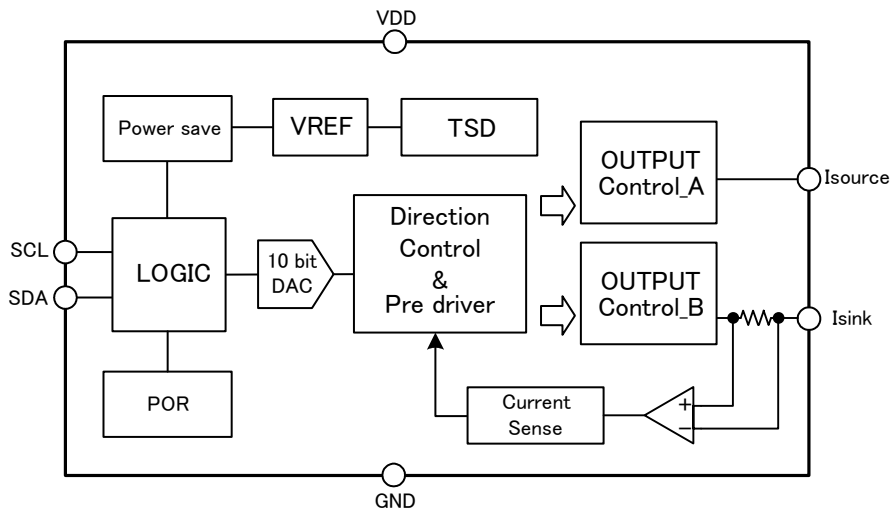 VDD
Power save
VREF
TSD
OUTPUT
Control_A
Isource
SCL
SDA
LOGIC
10 bit
DAC
Direction
Control
&
Pre driver
OUTPUT
Control_B
Isink
POR
Current
Sense
+
−
GND